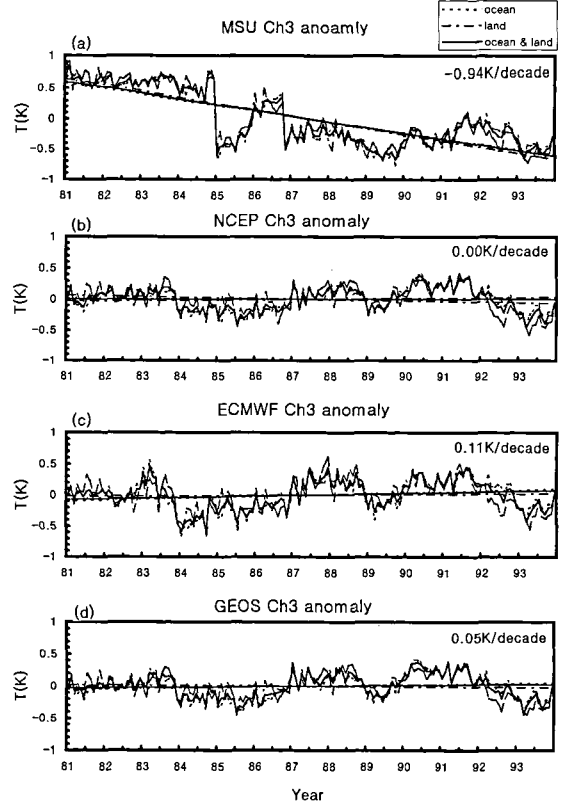 MSU Ch3 anoamly
ocean
land
ocean & land
(a)
-0.94K/decade
T(K)
1
0.5
0
-0.5
-1
81 82 83 84 85 86 87 88 89 90 91 92 93
NCEP Ch3 anomaly
(b)
0.00K/decade
T(K)
1
0.5
0
-0.5
-1
81 82 83 84 85 86 87 88 89 90 91 92 93
ECMWF Ch3 anomaly
(c)
0.11K/decade
T(K)
1
0.5
0
-0.5
-1
81 82 83 84 85 86 87 88 89 90 91 92 93
GEOS Ch3 anomaly
(d)
0.05K/decade
T(K)
1
0.5
0
-0.5
-1
81 82 83 84 85 86 87 88 89 90 91 92 93
Year